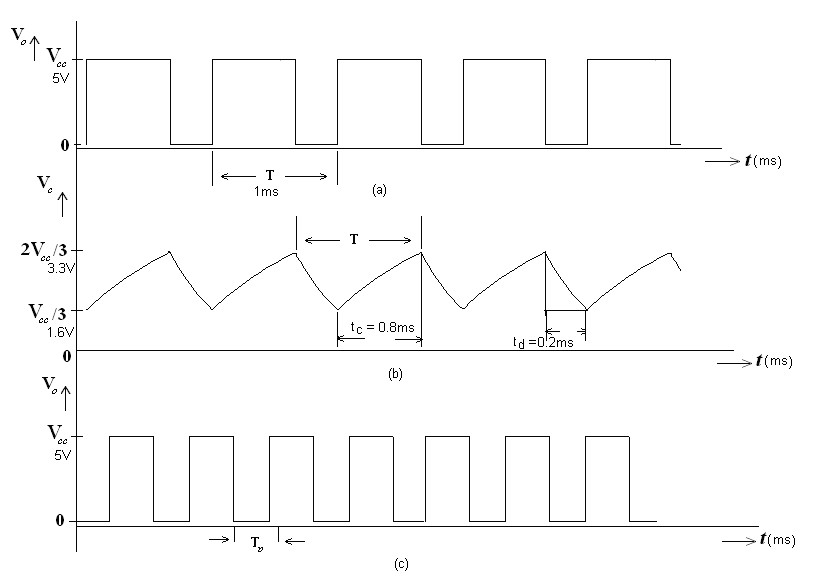 Vo
Vcc
5V
0
t (ms)
T
1ms
(a)
Vc
2Vcc/3
3.3V
T
Vcc/3
1.6V
tc = 0.8ms
td = 0.2ms
0
t (ms)
(b)
Vo
Vcc
5V
0
Tp
t (ms)
(c)